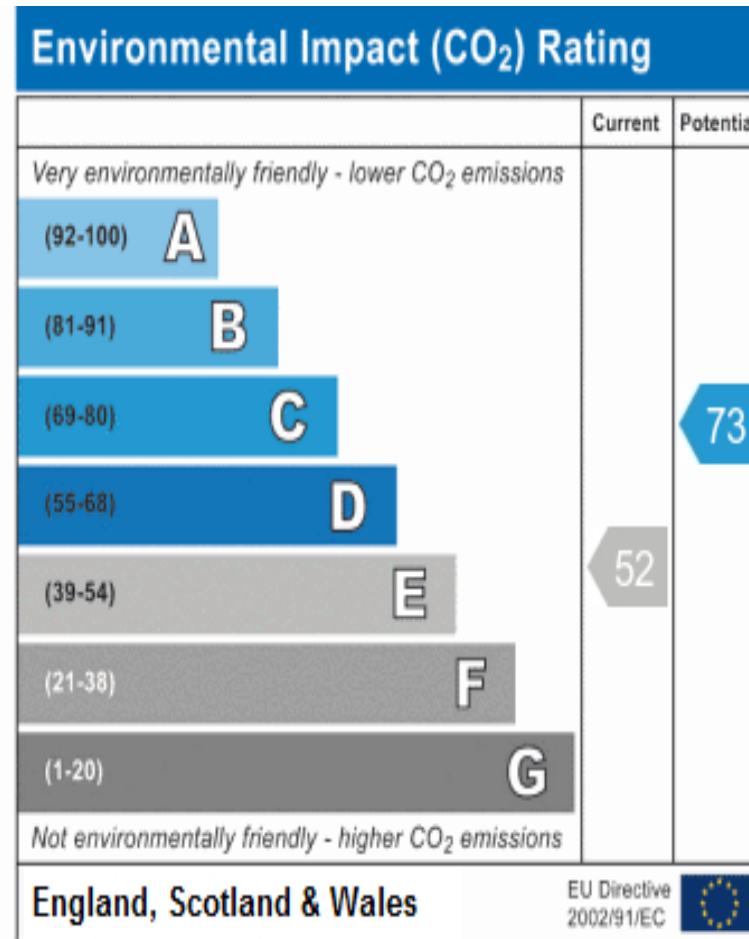 Environmental Impact (CO₂) Rating
Current Potentia
Very environmentally friendly - lower CO₂ emissions
(92-100) A
(81-91) B
(69-80) C
73
(55-68) D
(39-54) E
52
(21-38) F
(1-20) G
Not environmentally friendly - higher CO₂ emissions
England, Scotland & Wales
EU Directive
2002/91/EC